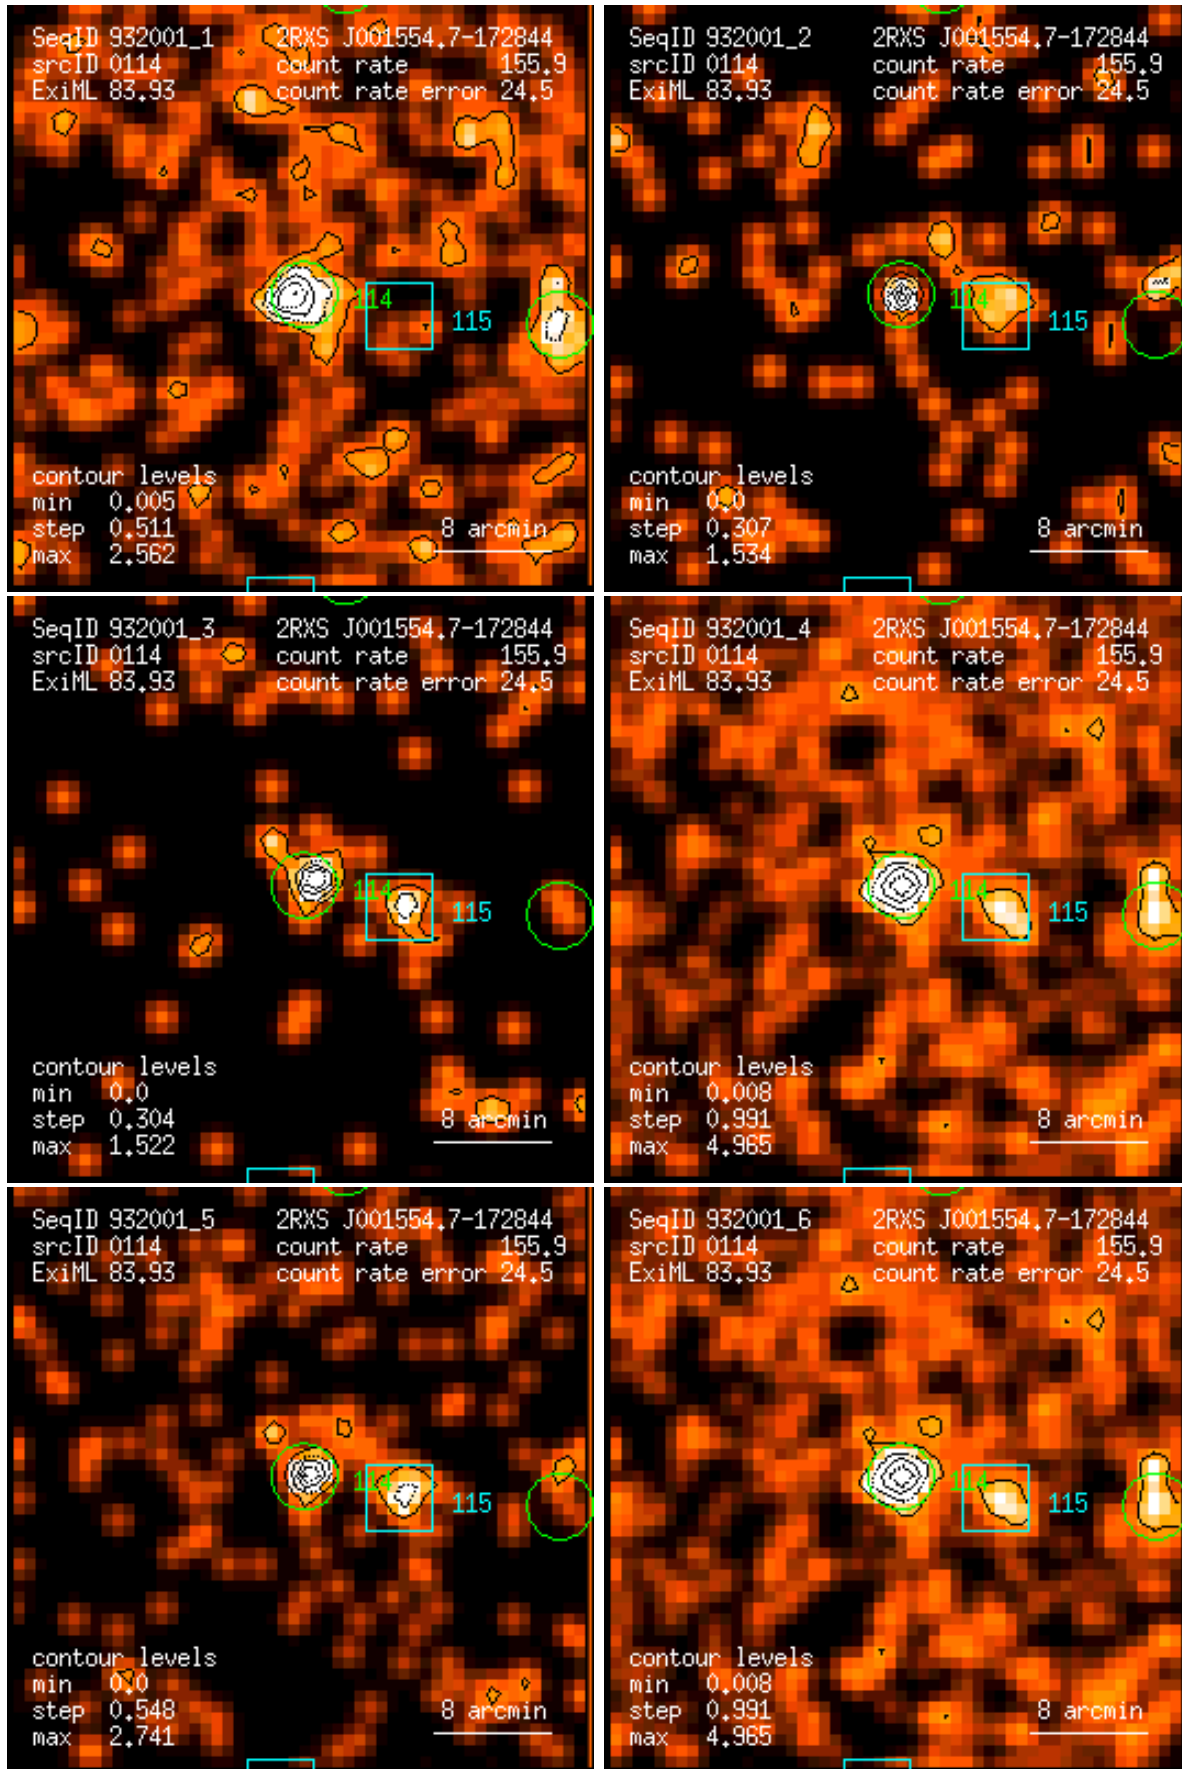 SeqID 932001_1 2RXS J001554.7-172844
srcID 0114 count rate 155.9
ExiML 83.93 count rate error 24.5
114
115
contour levels
min 0.005
step 0.511 8 arcmin
max 2.562
SeqID 932001_2 2RXS J001554.7-172844
srcID 0114 count rate 155.9
ExiML 83.93 count rate error 24.5
114
115
contour levels
min 0.0
step 0.307 8 arcmin
max 1.534
SeqID 932001_3 2RXS J001554.7-172844
srcID 0114 count rate 155.9
ExiML 83.93 count rate error 24.5
114
115
contour levels
min 0.0
step 0.304 8 arcmin
max 1.522
SeqID 932001_4 2RXS J001554.7-172844
srcID 0114 count rate 155.9
ExiML 83.93 count rate error 24.5
114
115
contour levels
min 0.008
step 0.991 8 arcmin
max 4.965
SeqID 932001_5 2RXS J001554.7-172844
srcID 0114 count rate 155.9
ExiML 83.93 count rate error 24.5
114
115
contour levels
min 0.0
step 0.548 8 arcmin
max 2.741
SeqID 932001_6 2RXS J001554.7-172844
srcID 0114 count rate 155.9
ExiML 83.93 count rate error 24.5
114
115
contour levels
min 0.008
step 0.991 8 arcmin
max 4.965